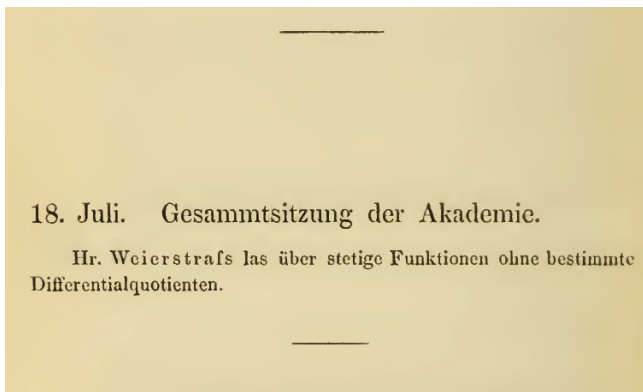 18. Juli. Gesammtsitzung der Akademie.
Hr. Weierstraſs las über stetige Funktionen ohne bestimmte
Differentialquotienten.